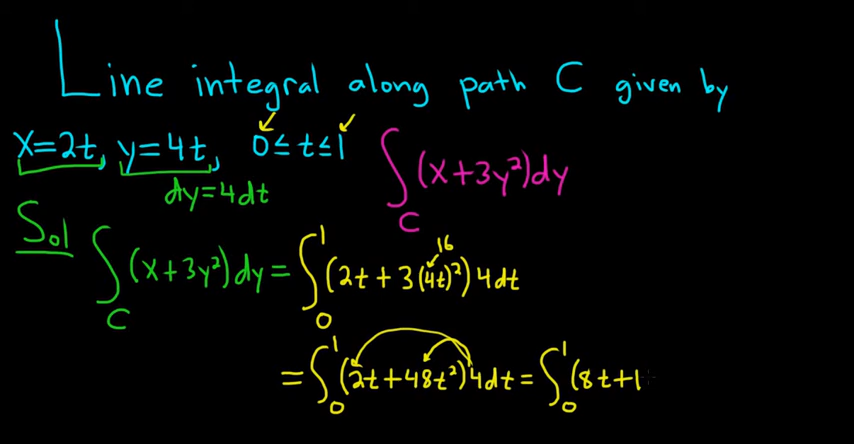 Line integral along path C given by
x=2t, y=4t, 0≤t≤1 ∫_C (x+3y²)dy
dy=4dt
Sol ∫_C (x+3y²)dy = ∫_0^1 (2t+3(4t)²)4dt
16
= ∫_0^1 (2t+48t²)4dt = ∫_0^1 (8t+1